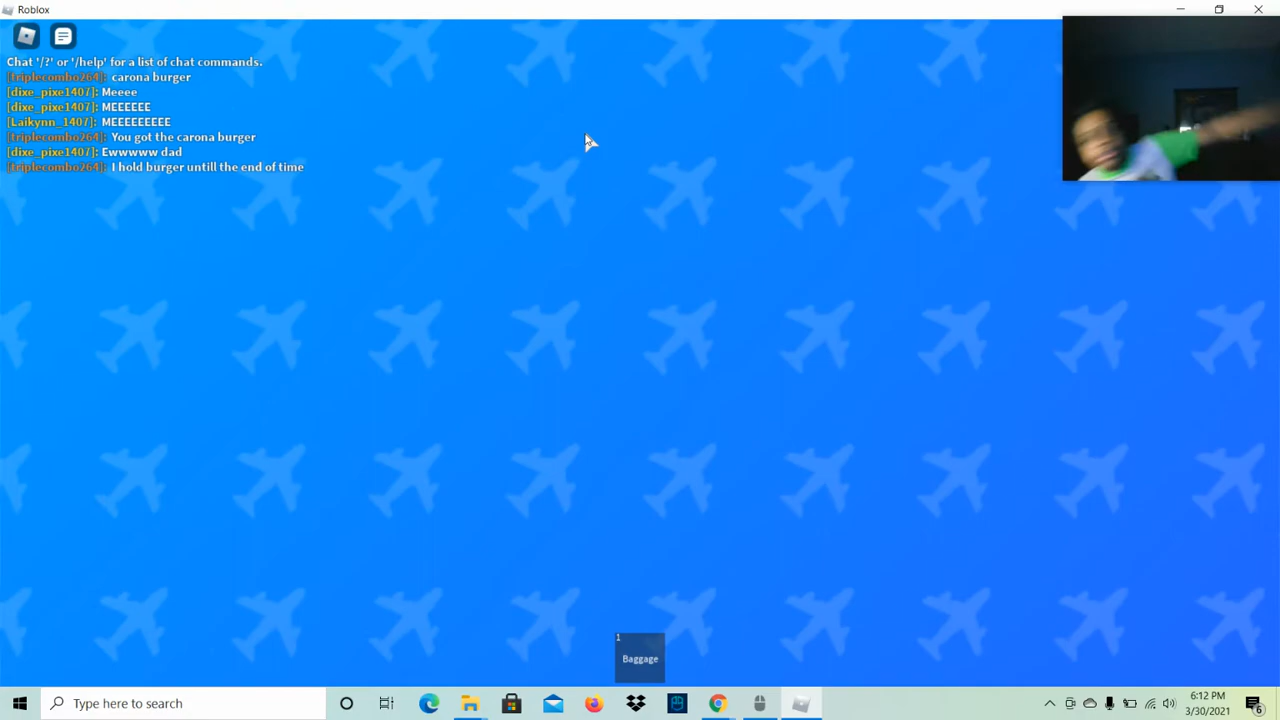 Roblox
Chat '/?' or '/help' for a list of chat commands.
[triplecombo264]: carona burger
[dixe_pixe1407]: Meeee
[dixe_pixe1407]: MEEEEEE
[Laikynn_1407]: MEEEEEEEEE
[triplecombo264]: You got the carona burger
[dixe_pixe1407]: Ewwwww dad
[triplecombo264]: I hold burger untill the end of time
1
Baggage
Type here to search
6:12 PM
3/30/2021
6